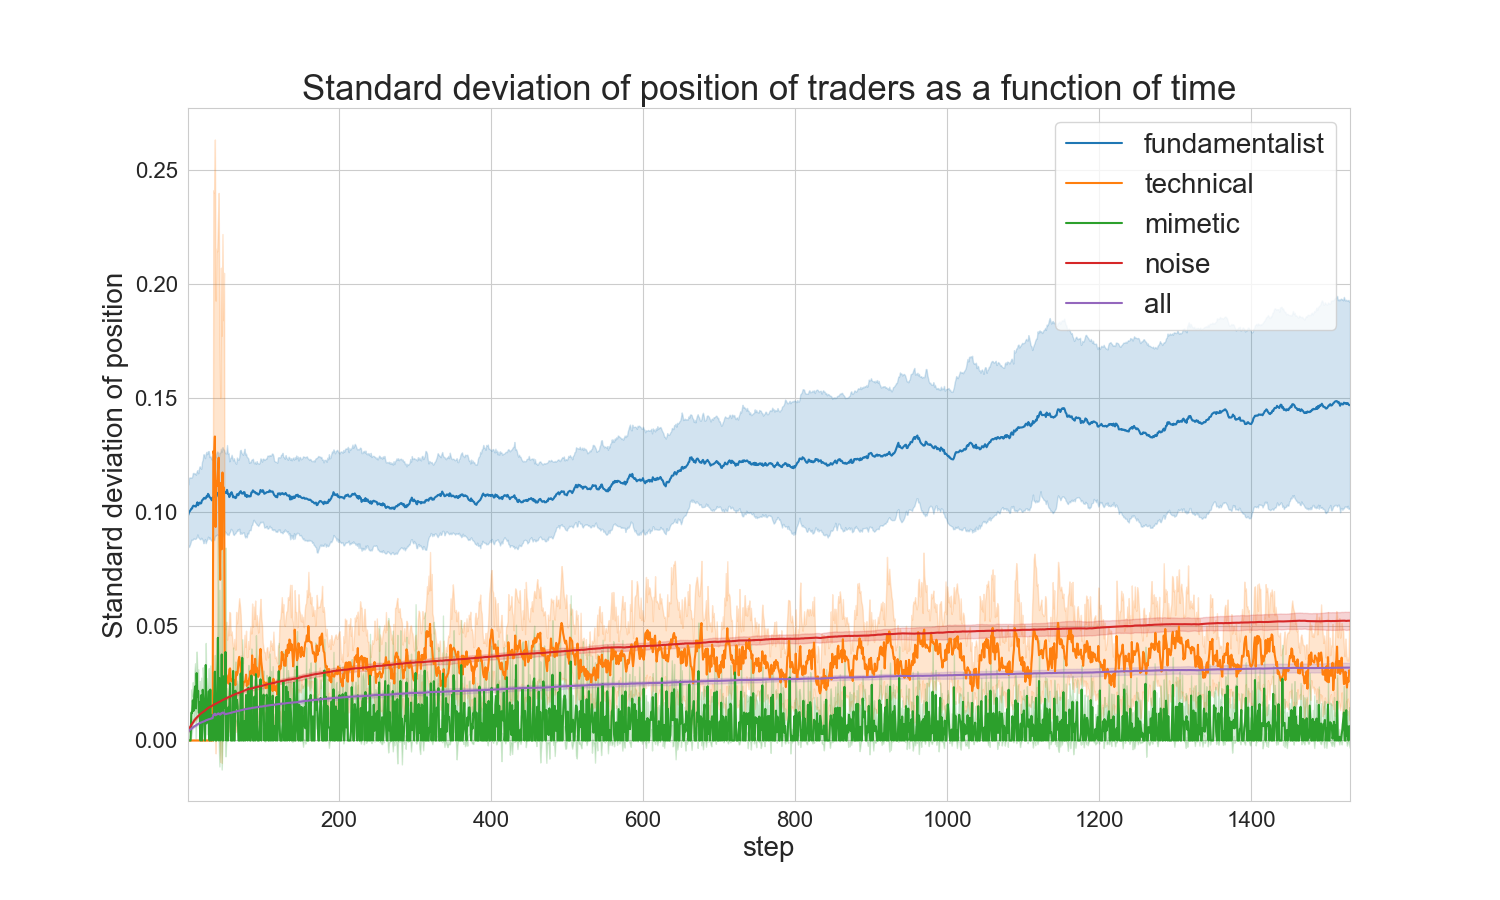 Standard deviation of position of traders as a function of time
fundamentalist
technical
mimetic
noise
all
Standard deviation of position
0.25
0.20
0.15
0.10
0.05
0.00
200 400 600 800 1000 1200 1400
step